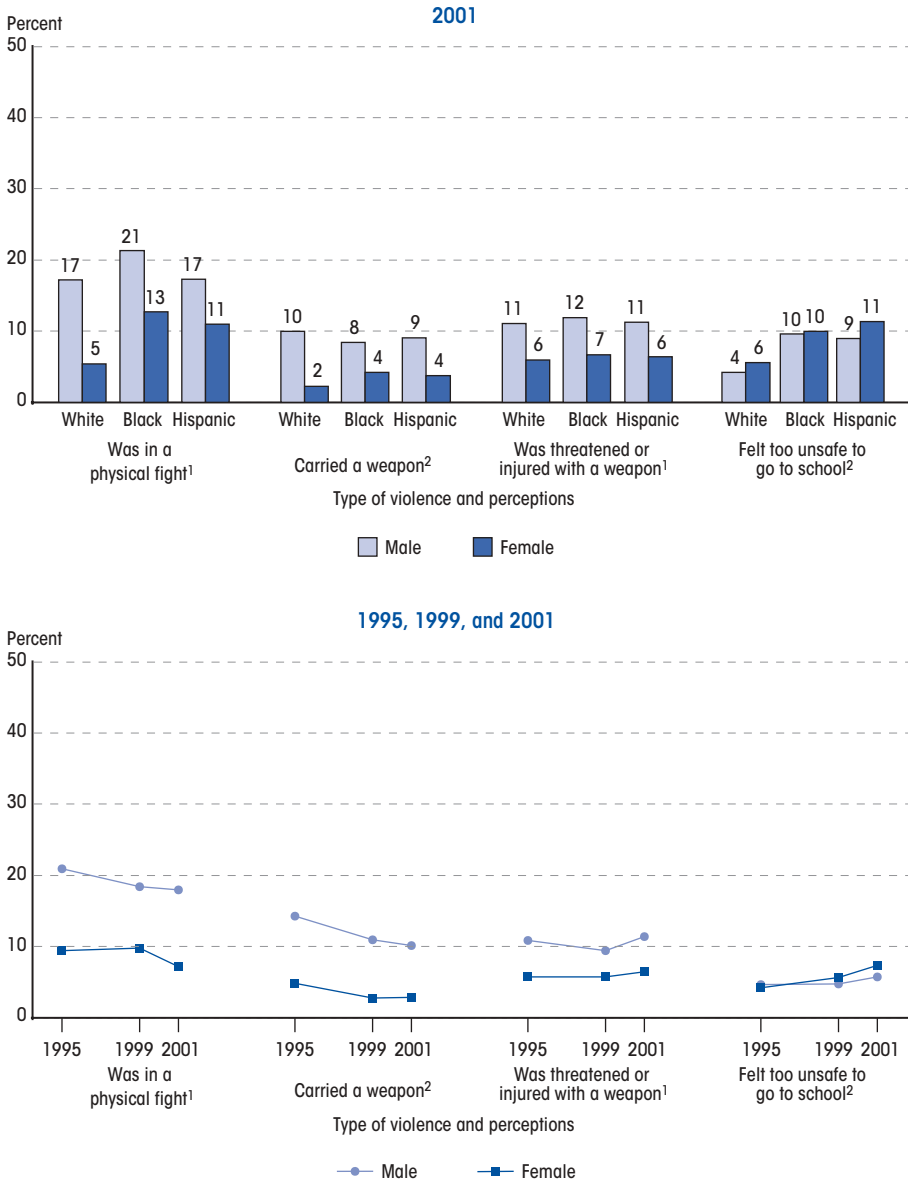 2001
Percent
50
40
30
20
10
0
17
5
21
13
17
11
10
2
8
4
9
4
11
6
12
7
11
6
4
6
10
10
9
11
White Black Hispanic White Black Hispanic White Black Hispanic White Black Hispanic
Was in a
physical fight1
Carried a weapon2
Was threatened or
injured with a weapon1
Felt too unsafe to
go to school2
Type of violence and perceptions
Male Female
1995, 1999, and 2001
Percent
50
40
30
20
10
0
1995 1999 2001 1995 1999 2001 1995 1999 2001 1995 1999 2001
Was in a
physical fight1
Carried a weapon2
Was threatened or
injured with a weapon1
Felt too unsafe to
go to school2
Type of violence and perceptions
Male Female